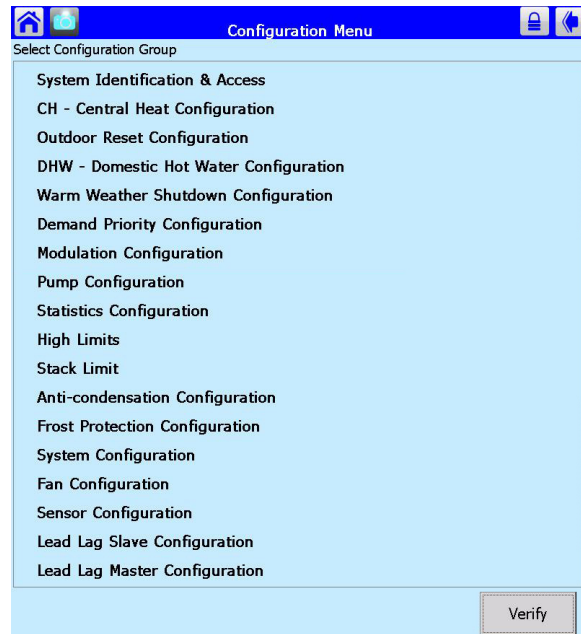 Configuration Menu
Select Configuration Group
System Identification & Access
CH - Central Heat Configuration
Outdoor Reset Configuration
DHW - Domestic Hot Water Configuration
Warm Weather Shutdown Configuration
Demand Priority Configuration
Modulation Configuration
Pump Configuration
Statistics Configuration
High Limits
Stack Limit
Anti-condensation Configuration
Frost Protection Configuration
System Configuration
Fan Configuration
Sensor Configuration
Lead Lag Slave Configuration
Lead Lag Master Configuration
Verify